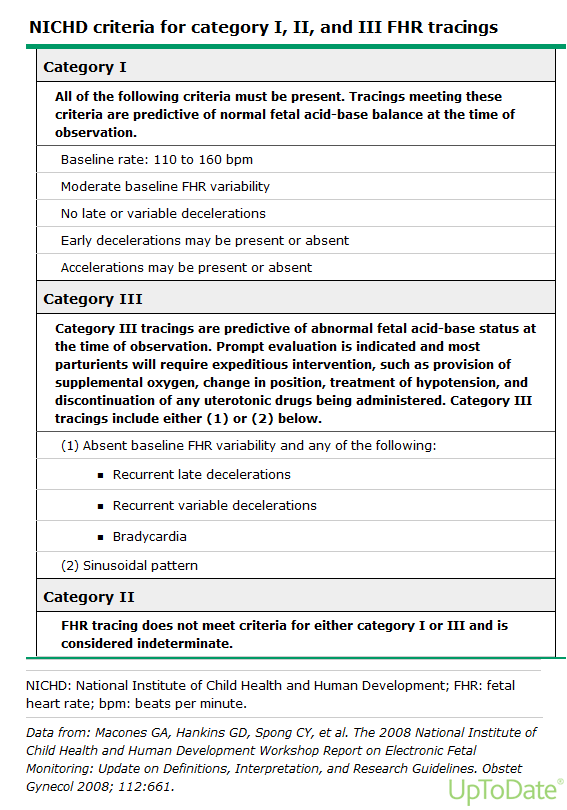 NICHD criteria for category I, II, and III FHR tracings
Category I
All of the following criteria must be present. Tracings meeting these
criteria are predictive of normal fetal acid-base balance at the time of
observation.
Baseline rate: 110 to 160 bpm
Moderate baseline FHR variability
No late or variable decelerations
Early decelerations may be present or absent
Accelerations may be present or absent
Category III
Category III tracings are predictive of abnormal fetal acid-base status at
the time of observation. Prompt evaluation is indicated and most
parturients will require expeditious intervention, such as provision of
supplemental oxygen, change in position, treatment of hypotension, and
discontinuation of any uterotonic drugs being administered. Category III
tracings include either (1) or (2) below.
(1) Absent baseline FHR variability and any of the following:
▪ Recurrent late decelerations
▪ Recurrent variable decelerations
▪ Bradycardia
(2) Sinusoidal pattern
Category II
FHR tracing does not meet criteria for either category I or III and is
considered indeterminate.
NICHD: National Institute of Child Health and Human Development; FHR: fetal
heart rate; bpm: beats per minute.
Data from: Macones GA, Hankins GD, Spong CY, et al. The 2008 National Institute of
Child Health and Human Development Workshop Report on Electronic Fetal
Monitoring: Update on Definitions, Interpretation, and Research Guidelines. Obstet
Gynecol 2008; 112:661.
UpToDate®